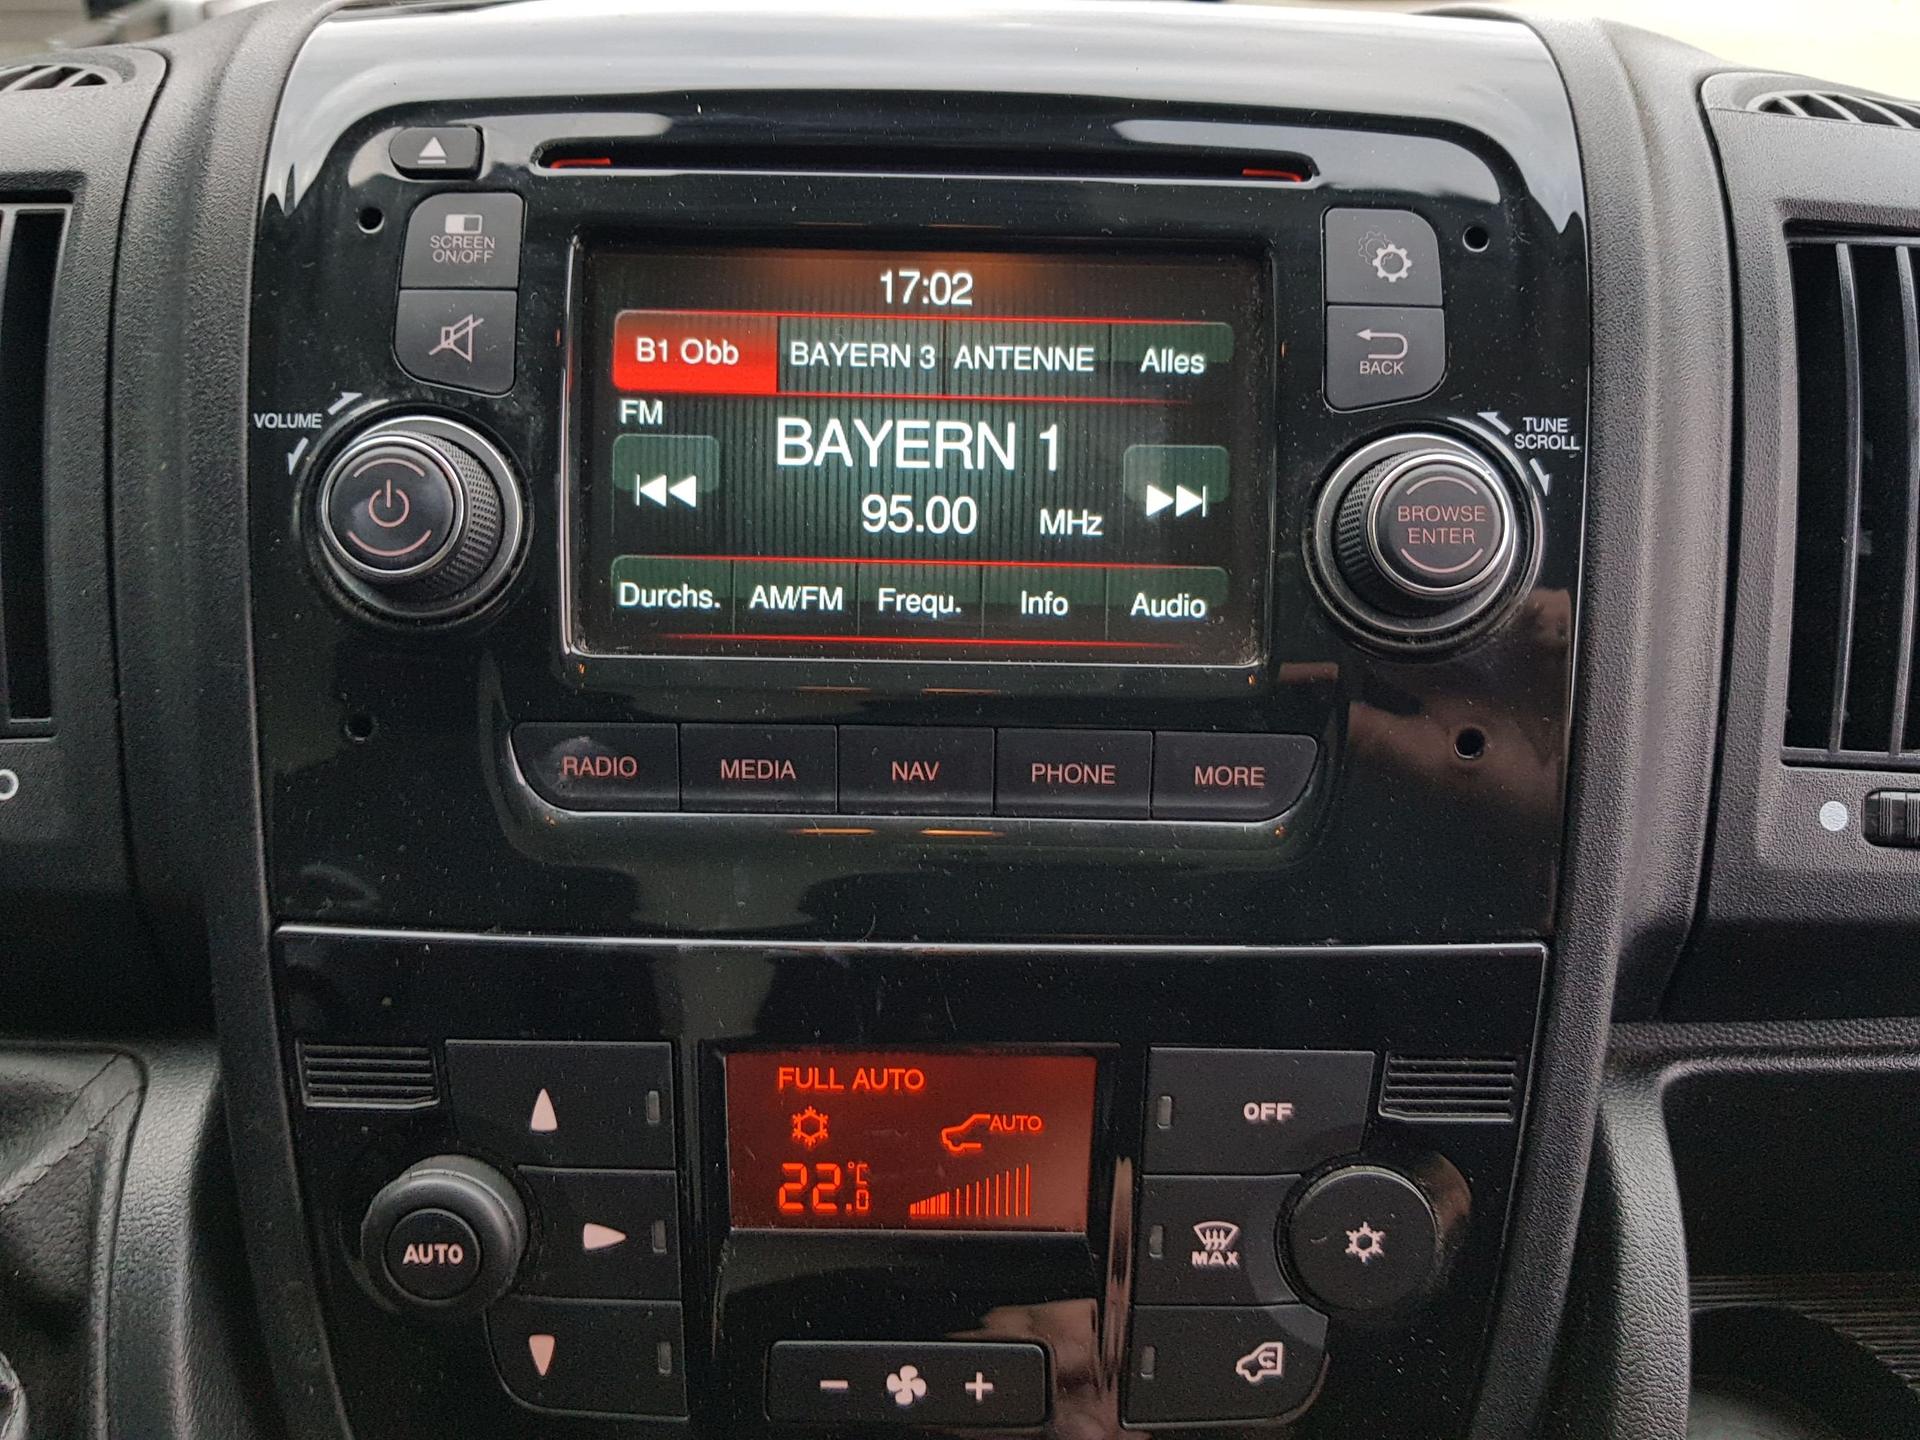 SCREEN
ON/OFF
17:02
B1 Obb BAYERN 3 ANTENNE Alles
FM
BAYERN 1
95.00 MHz
Durchs. AM/FM Frequ. Info Audio
BACK
VOLUME
TUNE
SCROLL
BROWSE
ENTER
RADIO MEDIA NAV PHONE MORE
FULL AUTO
AUTO
22.0 °C
OFF
AUTO
MAX